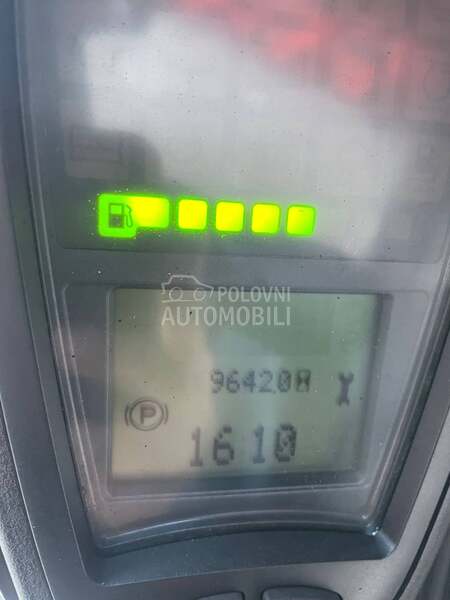 POLOVNI
AUTOMOBILI
96420H
P
1610